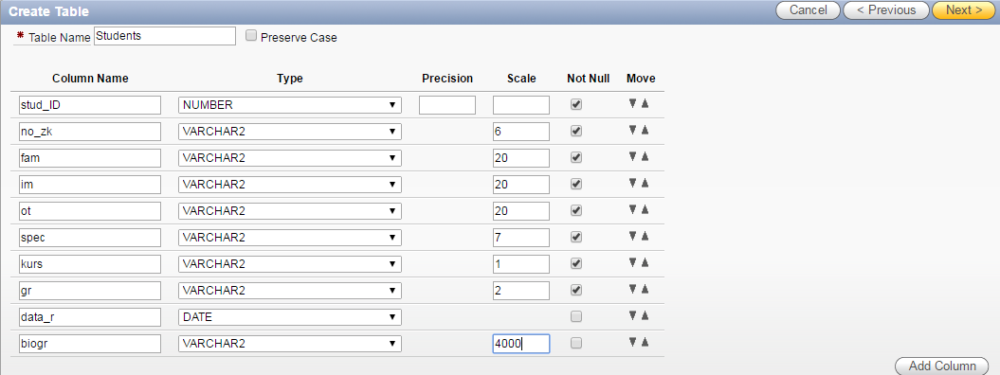 Create Table Cancel < Previous Next >
* Table Name Students Preserve Case
Column Name Type Precision Scale Not Null Move
stud_ID NUMBER
no_zk VARCHAR2 6
fam VARCHAR2 20
im VARCHAR2 20
ot VARCHAR2 20
spec VARCHAR2 7
kurs VARCHAR2 1
gr VARCHAR2 2
data_r DATE
biogr VARCHAR2 4000
Add Column